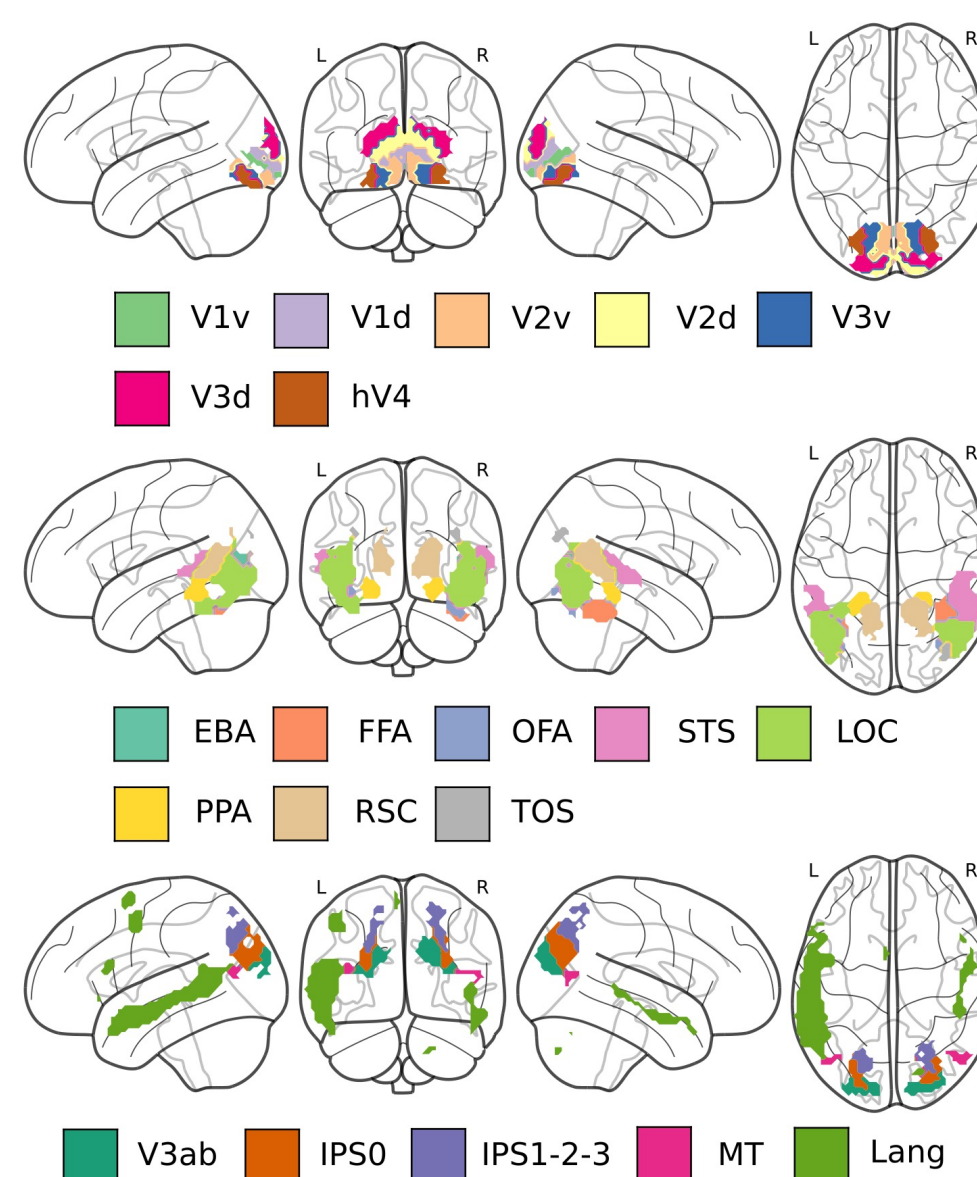 L R L R
V1v V1d V2v V2d V3v
V3d hV4
L R L R
EBA FFA OFA STS LOC
PPA RSC TOS
L R L R
V3ab IPS0 IPS1-2-3 MT Lang